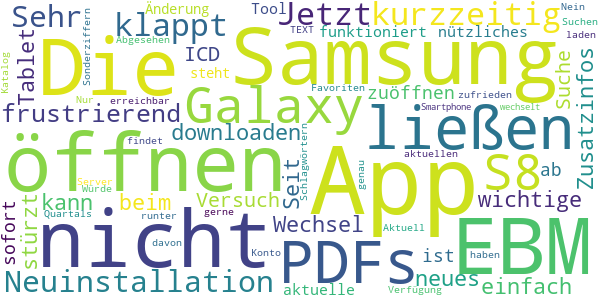 Sehr
klappt
Änderung
Tool
Jetzt
kurzzeitig
Nein
Suchen
laden
Abgesehen
Sonderziffern
Katalog
Tablet
Die
ICD
TEXT
funktioniert
nützliches
Samsung
steht
Favoriten
Suche
Zusatzinfos
Nur
erreichbar
zuöffnen
zufrieden
frustrierend
Galaxy
Smartphone
wechselt
downloaden
ließen
findet
aktuellen
öffnen
Schlagwörtern
App
S8
ab
genau
Server
Würde
Seit
kann
beim
Versuch
wichtige
sofort
stürzt
nicht
Quartals
runter
gerne
Wechsel
Aktuell
EBM
davon
Konto
PDFs
ist
haben
neues
Neuinstallation
aktuelle
Verfügung
einfach